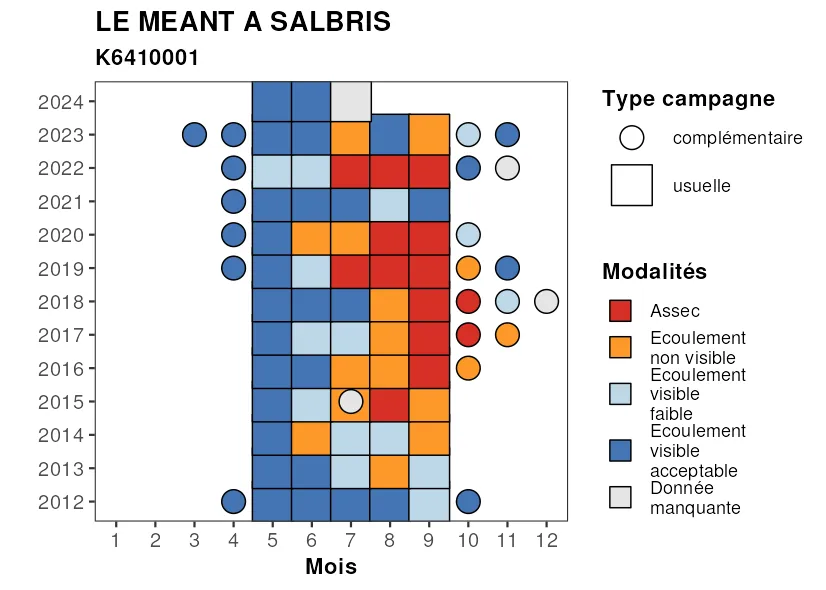 LE MEANT A SALBRIS
K6410001
2024
2023
2022
2021
2020
2019
2018
2017
2016
2015
2014
2013
2012
1 2 3 4 5 6 7 8 9 10 11 12
Mois
Type campagne
complémentaire
usuelle
Modalités
Assec
Ecoulement
non visible
Ecoulement
visible
faible
Ecoulement
visible
acceptable
Donnée
manquante